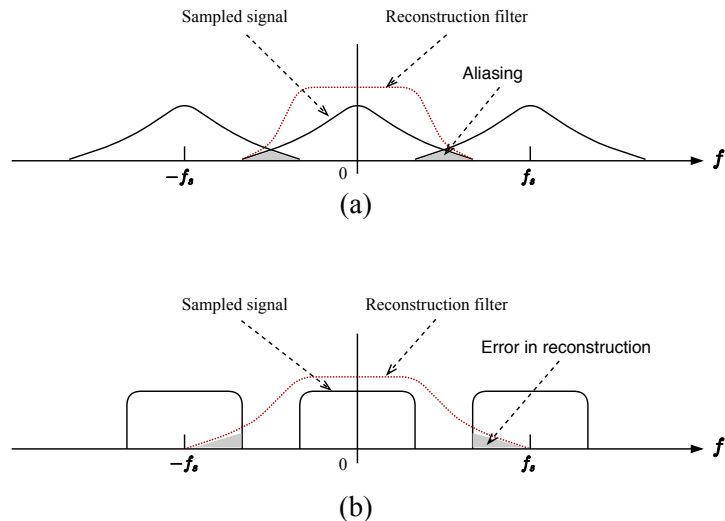 Sampled signal
Reconstruction filter
Aliasing
−fₛ
0
fₛ
f
(a)
Sampled signal
Reconstruction filter
Error in reconstruction
−fₛ
0
fₛ
f
(b)